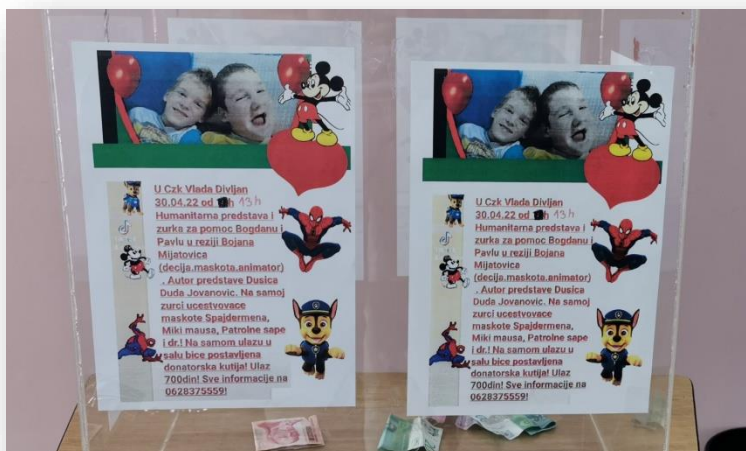 U Czk Vlada Divljan
30.04.22 od h 13h
Humanitarna predstava i
zurka za pomoc Bogdanu i
Pavlu u reziji Bojana
Mijatovica
(decija.maskota.animator)
. Autor predstave Dusica
Duda Jovanovic. Na samoj
zurci ucestvovace
maskote Spajdermena,
Miki mausa, Patrolne sape
i dr.! Na samom ulazu u
salu bice postavljena
donatorska kutija! Ulaz
700din! Sve informacije na
0628375559!
U Czk Vlada Divljan
30.04.22 od h 13h
Humanitarna predstava i
zurka za pomoc Bogdanu i
Pavlu u reziji Bojana
Mijatovica
(decija.maskota.animator)
. Autor predstave Dusica
Duda Jovanovic. Na samoj
zurci ucestvovace
maskote Spajdermena,
Miki mausa, Patrolne sape
i dr.! Na samom ulazu u
salu bice postavljena
donatorska kutija! Ulaz
700din! Sve informacije na
0628375559!